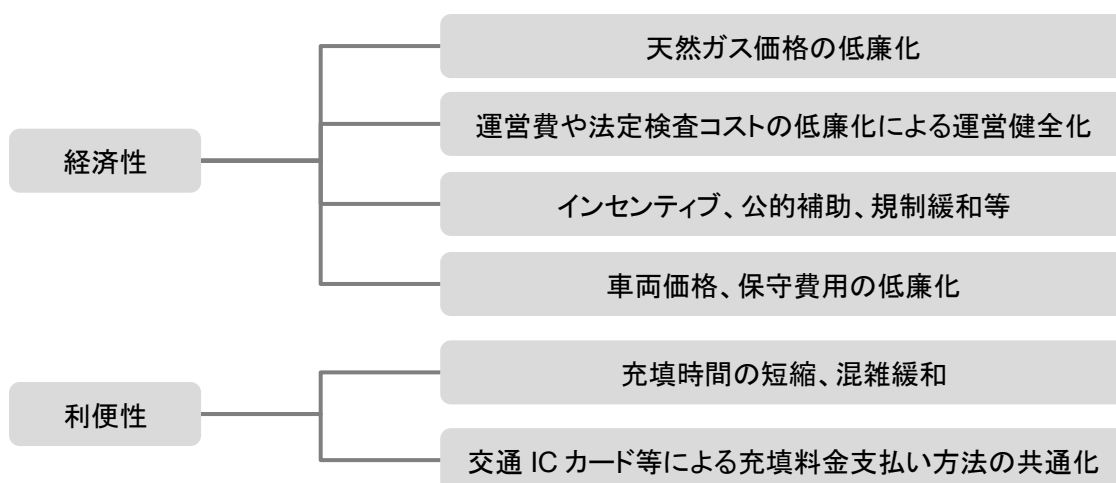 経済性
天然ガス価格の低廉化
運営費や法定検査コストの低廉化による運営健全化
インセンティブ、公的補助、規制緩和等
車両価格、保守費用の低廉化
利便性
充填時間の短縮、混雑緩和
交通 IC カード等による充填料金支払い方法の共通化